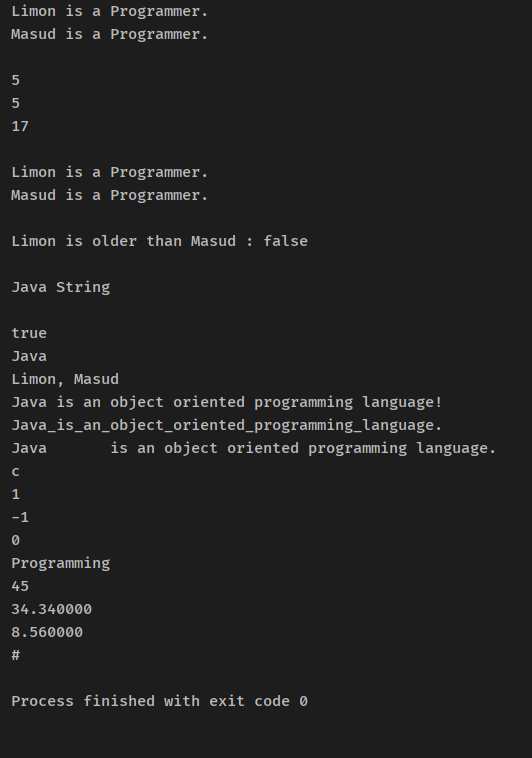 Limon is a Programmer.
Masud is a Programmer.
5
5
17
Limon is a Programmer.
Masud is a Programmer.
Limon is older than Masud : false
Java String
true
Java
Limon, Masud
Java is an object oriented programming language!
Java_is_an_object_oriented_programming_language.
Java       is an object oriented programming language.
c
1
-1
0
Programming
45
34.340000
8.560000
#
Process finished with exit code 0